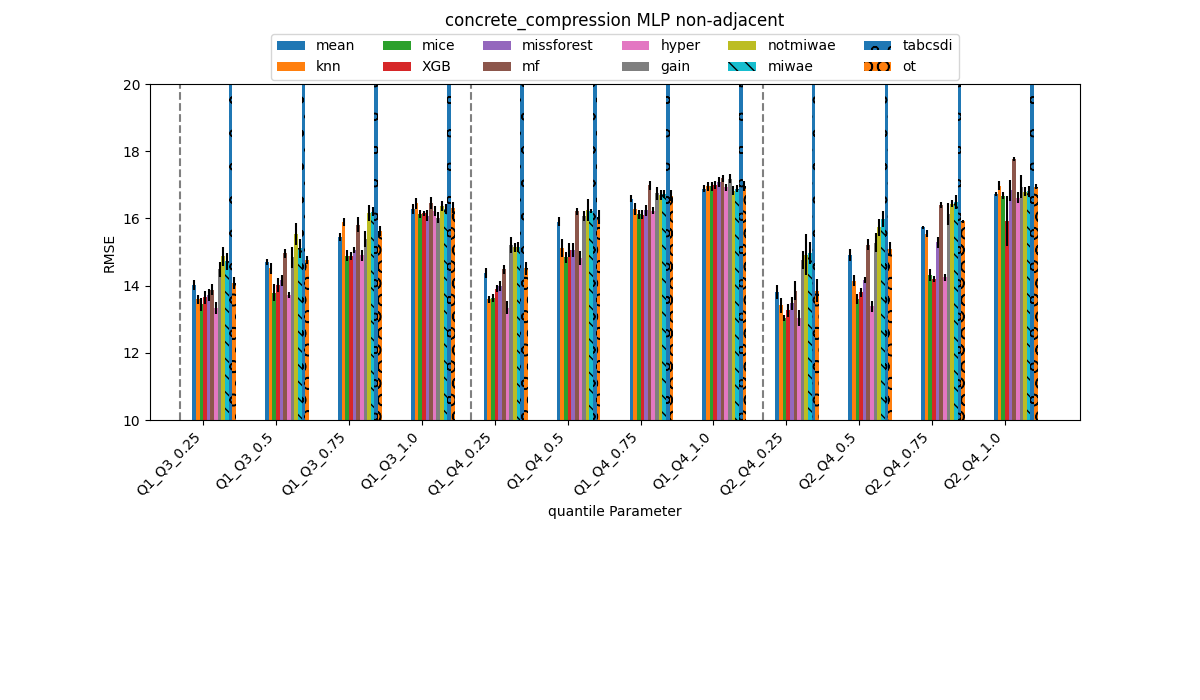 concrete_compression MLP non-adjacent
mean mice missforest hyper notmiwae tabcsdi
knn XGB mf gain miwae ot
20
18
16
14
12
10
RMSE
Q1_Q3_0.25 Q1_Q3_0.5 Q1_Q3_0.75 Q1_Q3_1.0 Q1_Q4_0.25 Q1_Q4_0.5 Q1_Q4_0.75 Q1_Q4_1.0 Q2_Q4_0.25 Q2_Q4_0.5 Q2_Q4_0.75 Q2_Q4_1.0
quantile Parameter